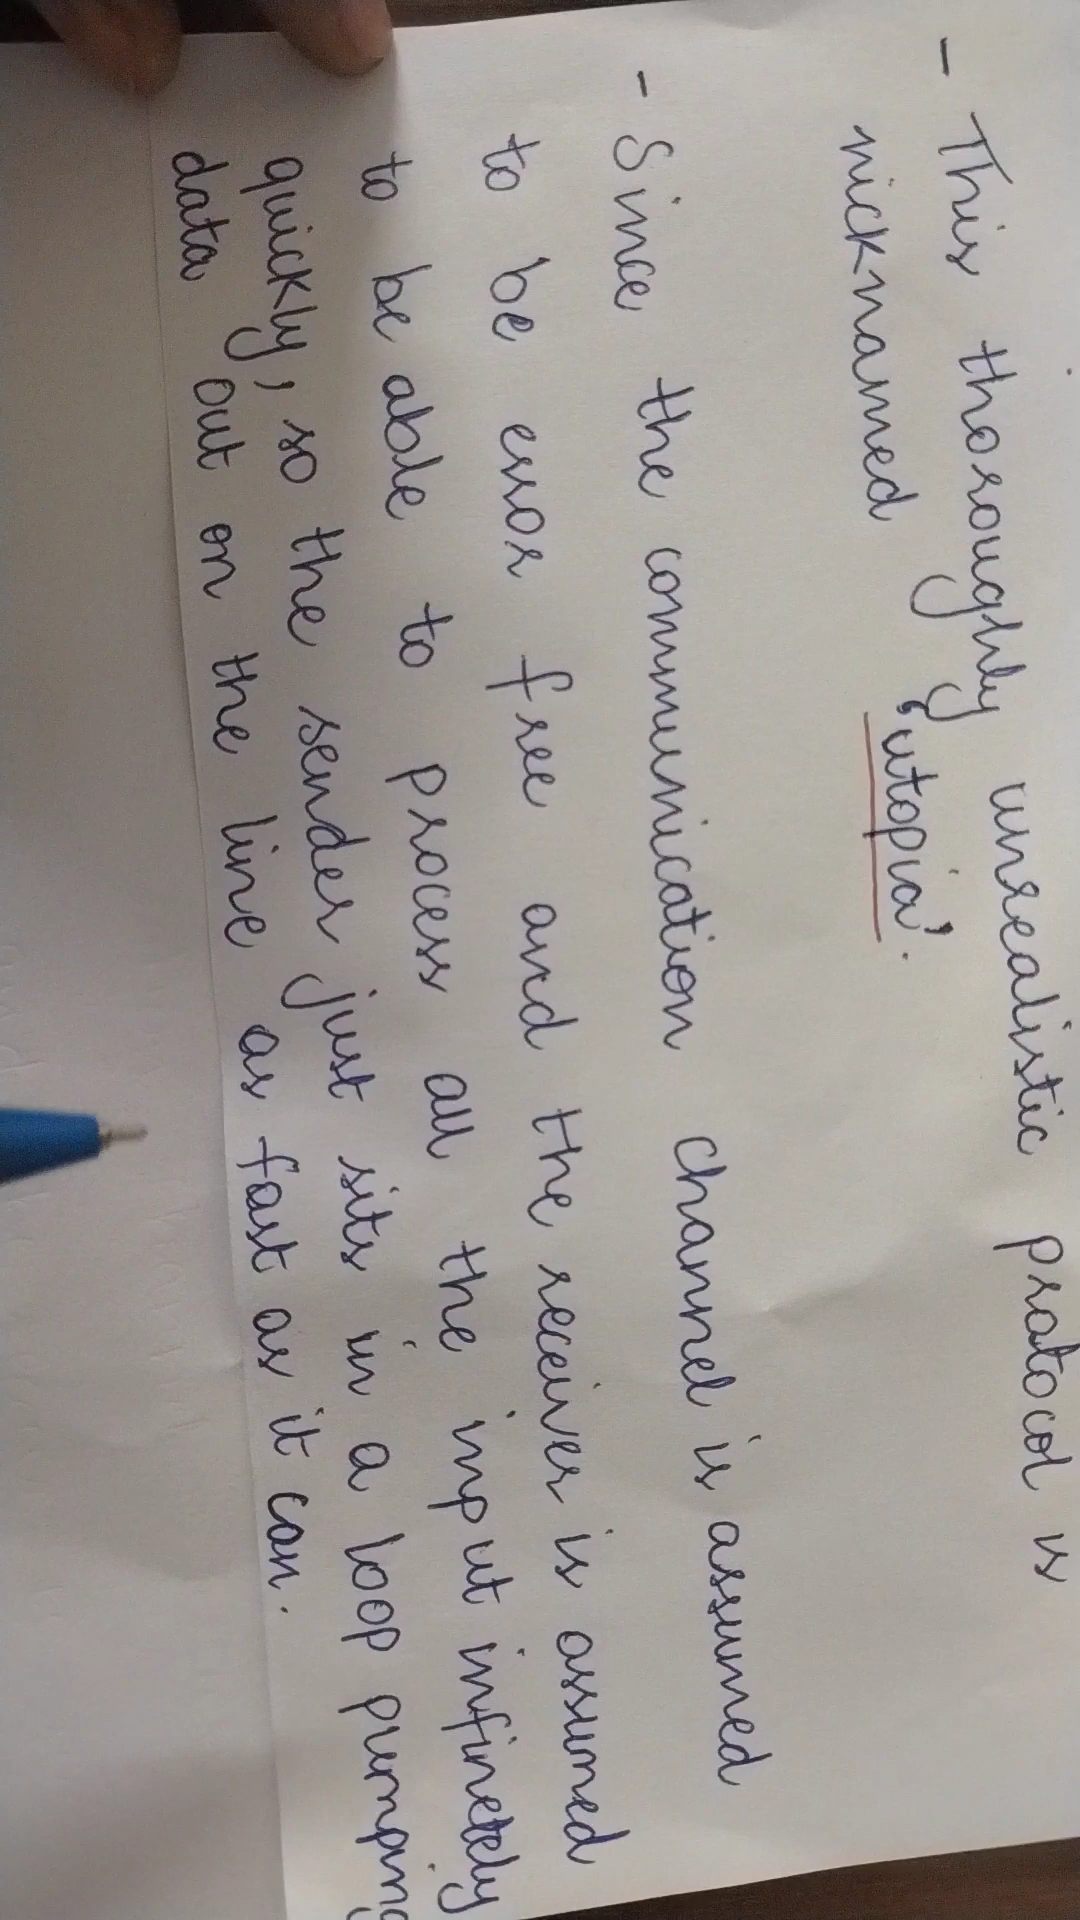 - This thoroughly unrealistic protocol is
nicknamed 'utopia'.
- Since the communication channel is assumed
to be error free and the receiver is assumed
to be able to process all the input infinetely
quickly, so the sender just sits in a loop pumping
data out on the line as fast as it can.